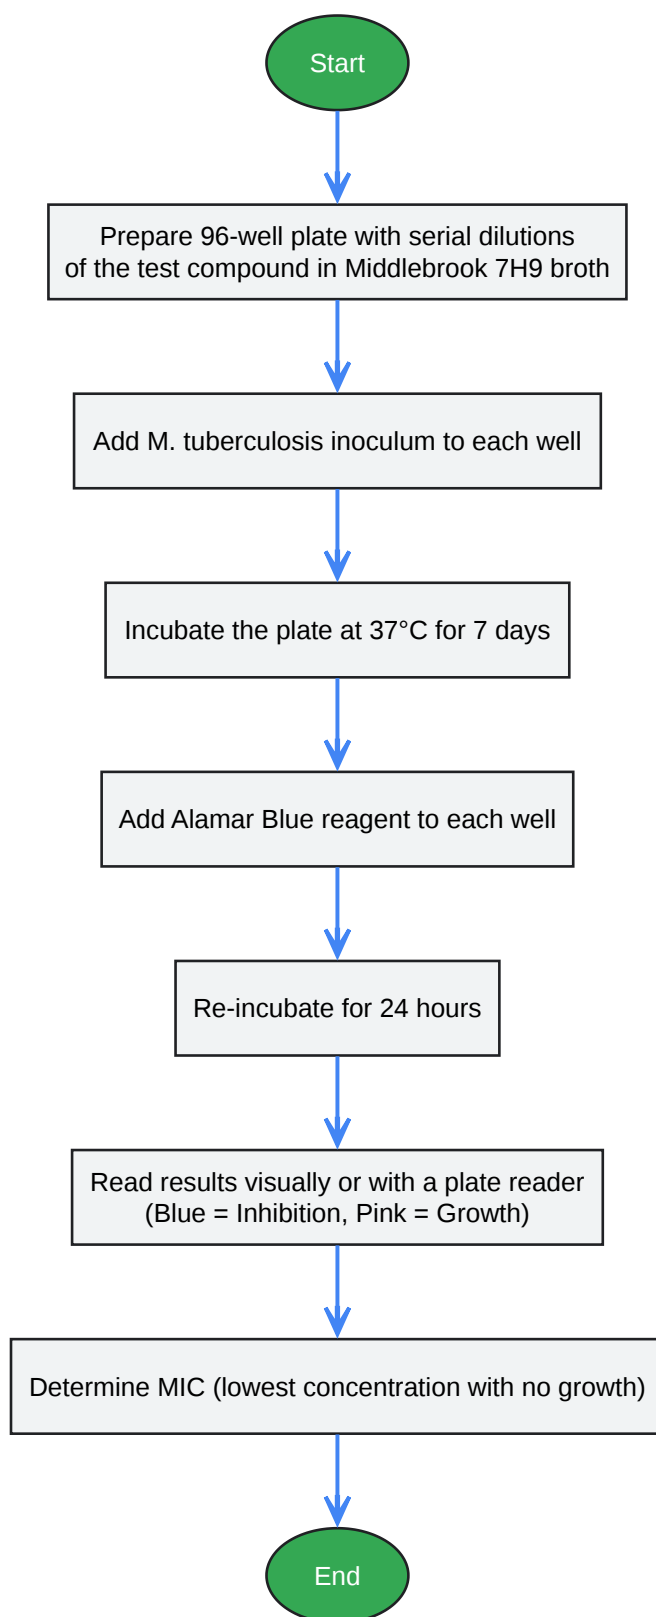 Start
Prepare 96-well plate with serial dilutions
of the test compound in Middlebrook 7H9 broth
Add M. tuberculosis inoculum to each well
Incubate the plate at 37°C for 7 days
Add Alamar Blue reagent to each well
Re-incubate for 24 hours
Read results visually or with a plate reader
(Blue = Inhibition, Pink = Growth)
Determine MIC (lowest concentration with no growth)
End